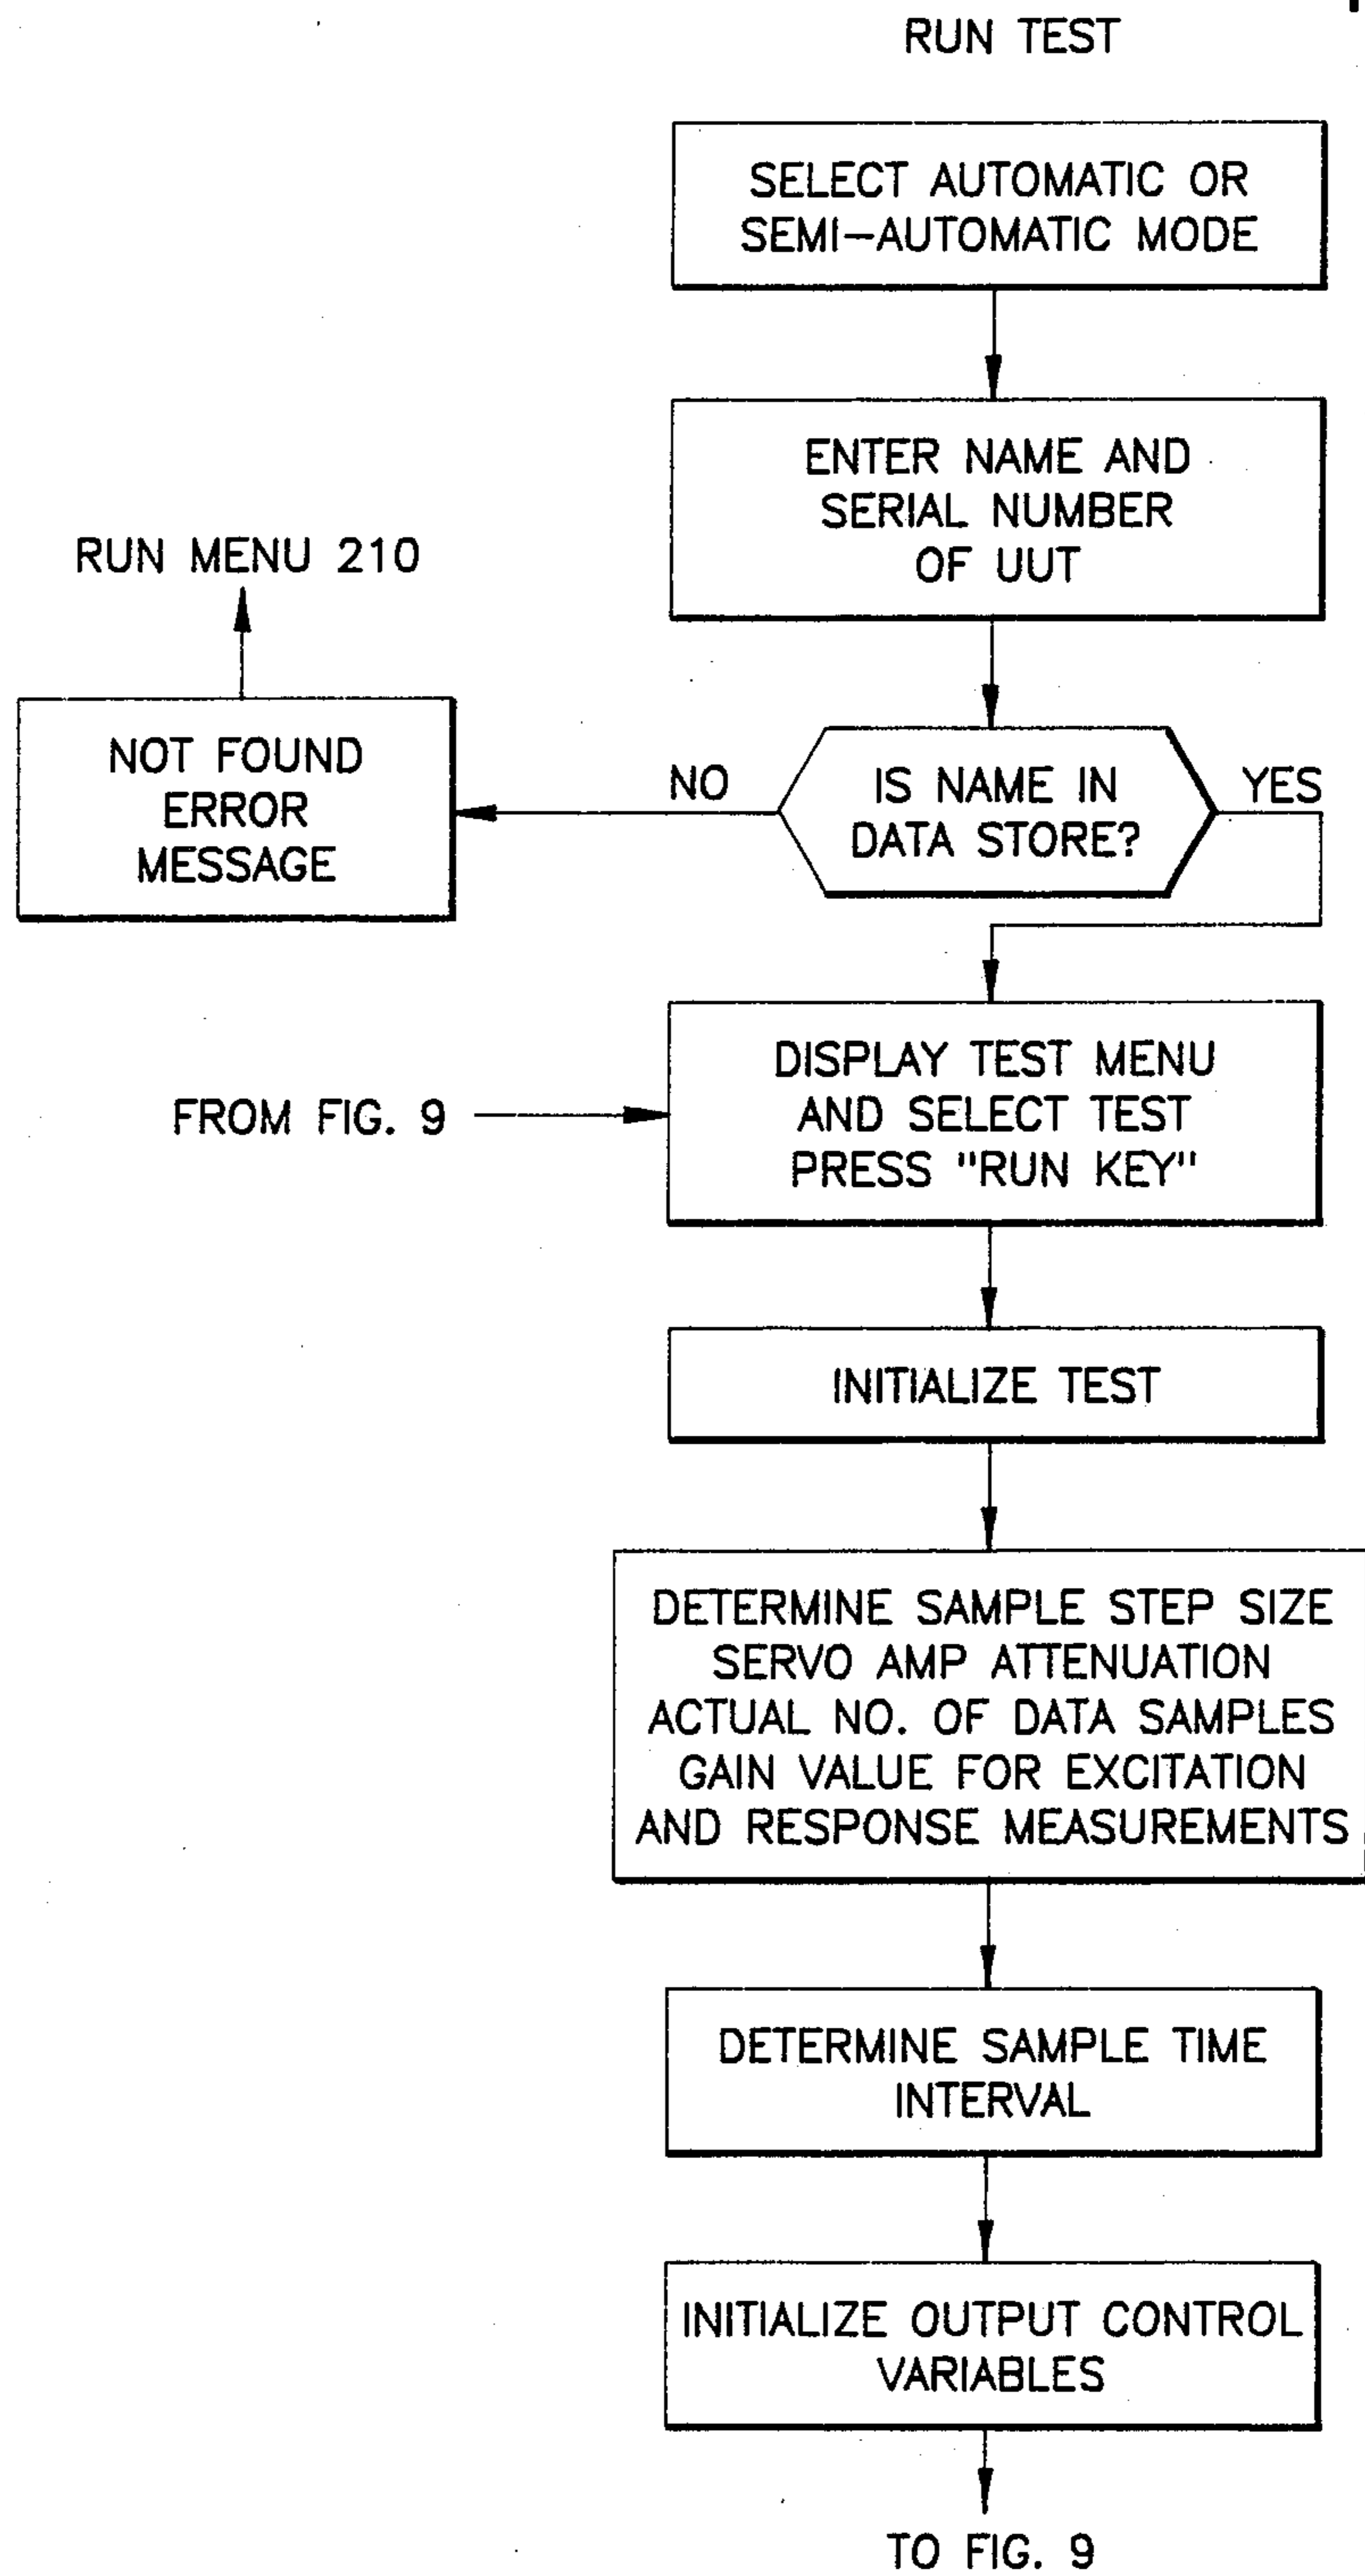 RUN TEST
SELECT AUTOMATIC OR
SEMI-AUTOMATIC MODE
ENTER NAME AND
SERIAL NUMBER
OF UUT
RUN MENU 210
NOT FOUND
ERROR
MESSAGE
NO
IS NAME IN
DATA STORE?
YES
DISPLAY TEST MENU
AND SELECT TEST
PRESS "RUN KEY"
FROM FIG. 9
INITIALIZE TEST
DETERMINE SAMPLE STEP SIZE
SERVO AMP ATTENUATION
ACTUAL NO. OF DATA SAMPLES
GAIN VALUE FOR EXCITATION
AND RESPONSE MEASUREMENTS
DETERMINE SAMPLE TIME
INTERVAL
INITIALIZE OUTPUT CONTROL
VARIABLES
TO FIG. 9